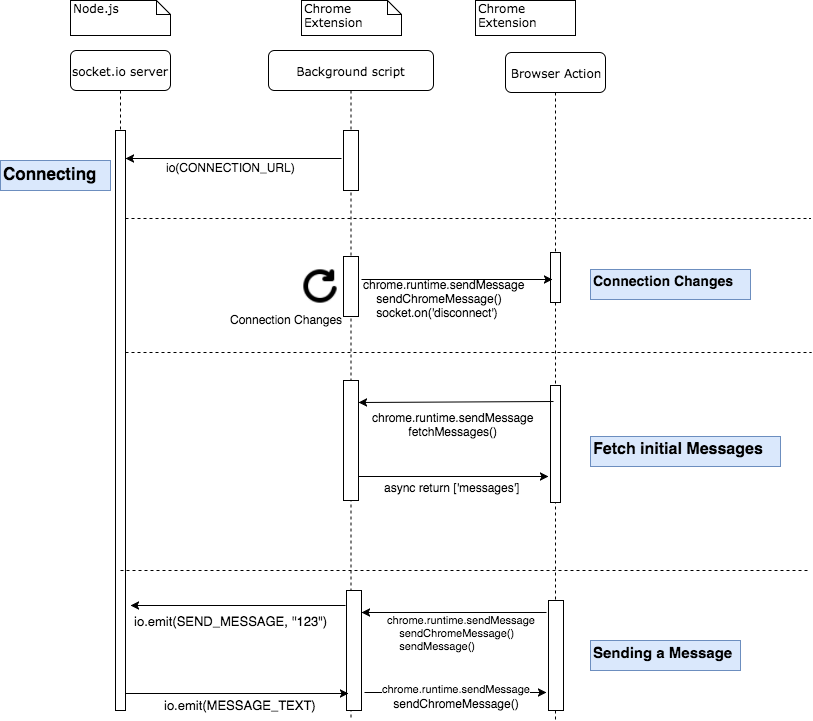 Node.js
Chrome
Extension
Chrome
Extension
socket.io server
Background script
Browser Action
Connecting
io(CONNECTION_URL)
Connection Changes
chrome.runtime.sendMessage
sendChromeMessage()
socket.on('disconnect')
Connection Changes
chrome.runtime.sendMessage
fetchMessages()
Fetch initial Messages
async return ['messages']
io.emit(SEND_MESSAGE, "123")
chrome.runtime.sendMessage
sendChromeMessage()
sendMessage()
Sending a Message
io.emit(MESSAGE_TEXT)
chrome.runtime.sendMessage
sendChromeMessage()